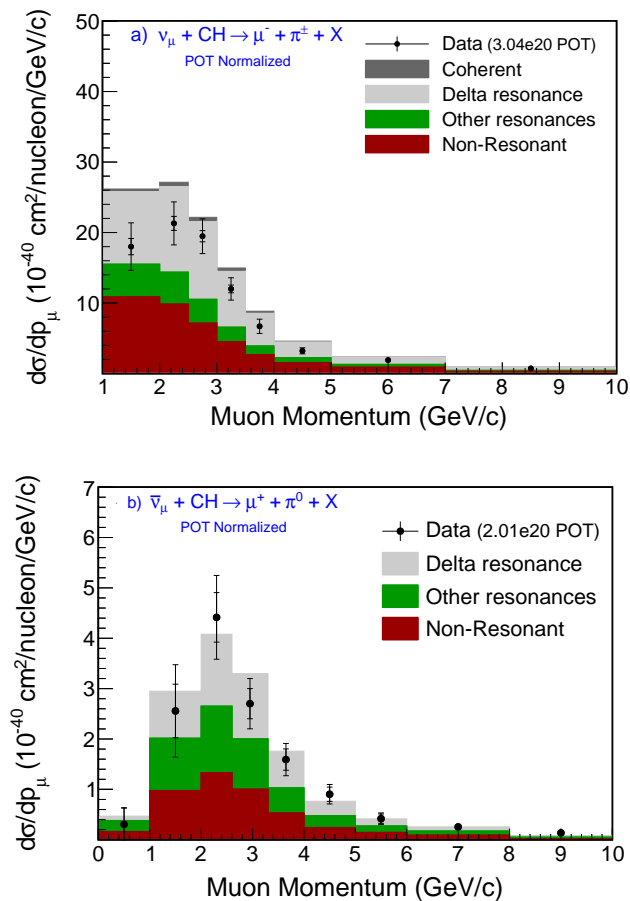 a) ν_μ + CH → μ⁻ + π^± + X
POT Normalized
Data (3.04e20 POT)
Coherent
Delta resonance
Other resonances
Non-Resonant
dσ/dp_μ (10⁻⁴⁰ cm²/nucleon/GeV/c)
50
40
30
20
10
1 2 3 4 5 6 7 8 9 10
Muon Momentum (GeV/c)
b) ν̅_μ + CH → μ⁺ + π⁰ + X
POT Normalized
Data (2.01e20 POT)
Delta resonance
Other resonances
Non-Resonant
dσ/dp_μ (10⁻⁴⁰ cm²/nucleon/GeV/c)
7
6
5
4
3
2
1
0 1 2 3 4 5 6 7 8 9 10
Muon Momentum (GeV/c)